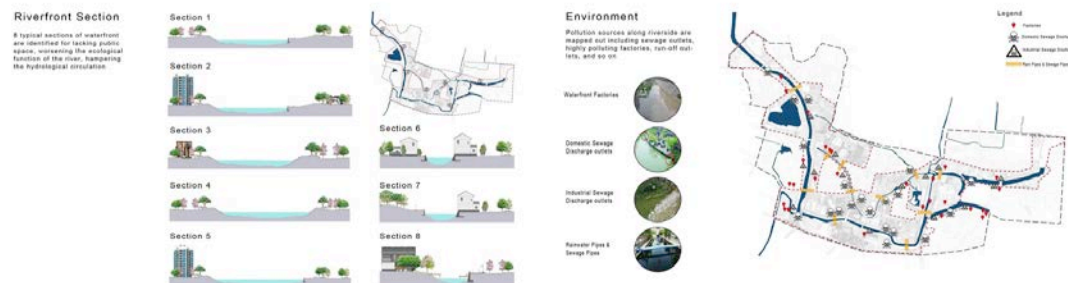 Riverfront Section
8 typical sections of waterfront
are identified for lacking public
space, worsening the ecological
function of the river, hampering
the hydrological circulation
Section 1
Section 2
Section 3
Section 4
Section 5
Section 6
Section 7
Section 8
Environment
Pollution sources along riverside are
mapped out including sewage outlets,
highly polluting factories, run-off out-
lets, and so on
Waterfront Factories
Domestic Sewage
Discharge outlets
Industrial Sewage
Discharge outlets
Rainwater Pipes &
Sewage Pipes
Legend
Factories
Domestic Sewage
Industrial Sewage
Rain Pipes & Sewage Pipes